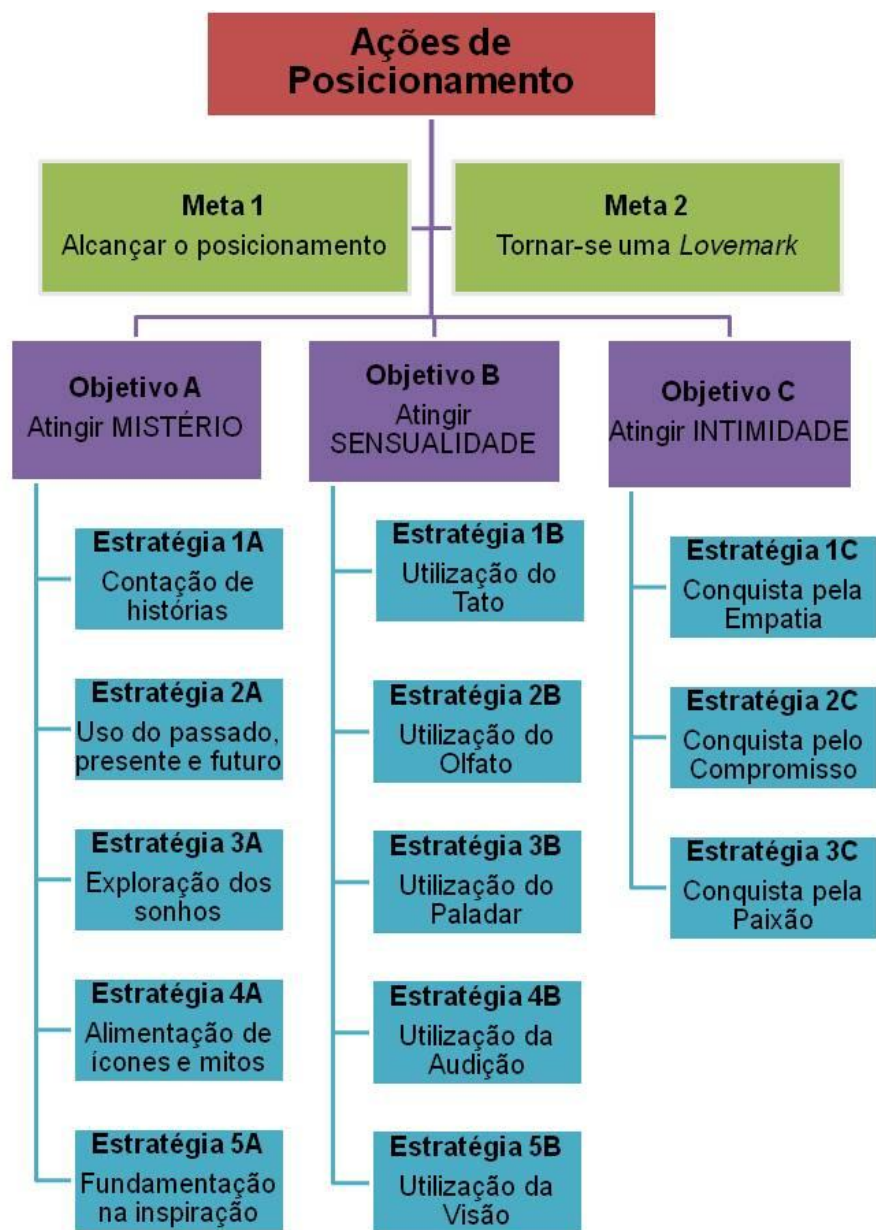 Ações de
Posicionamento
Meta 1
Alcançar o posicionamento
Meta 2
Tornar-se uma Lovemark
Objetivo A
Atingir MISTÉRIO
Objetivo B
Atingir
SENSUALIDADE
Objetivo C
Atingir INTIMIDADE
Estratégia 1A
Contação de
histórias
Estratégia 2A
Uso do passado,
presente e futuro
Estratégia 3A
Exploração dos
sonhos
Estratégia 4A
Alimentação de
ícones e mitos
Estratégia 5A
Fundamentação
na inspiração
Estratégia 1B
Utilização do
Tato
Estratégia 2B
Utilização do
Olfato
Estratégia 3B
Utilização do
Paladar
Estratégia 4B
Utilização da
Audição
Estratégia 5B
Utilização da
Visão
Estratégia 1C
Conquista pela
Empatia
Estratégia 2C
Conquista pelo
Compromisso
Estratégia 3C
Conquista pela
Paixão